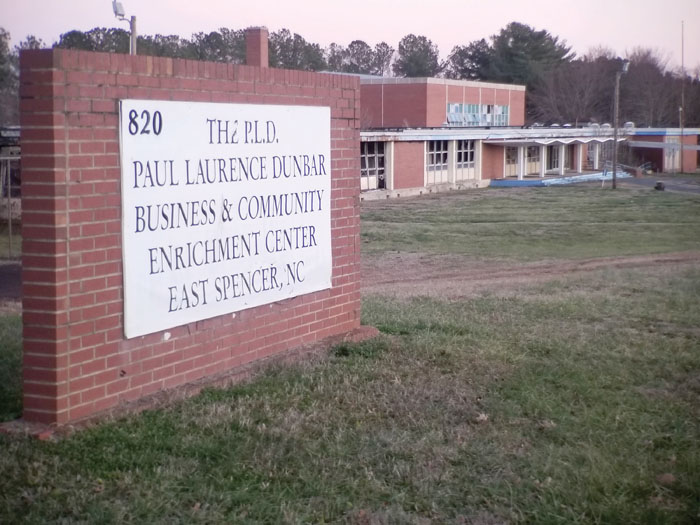 820
THE P.L.D.
PAUL LAURENCE DUNBAR
BUSINESS & COMMUNITY
ENRICHMENT CENTER
EAST SPENCER, NC